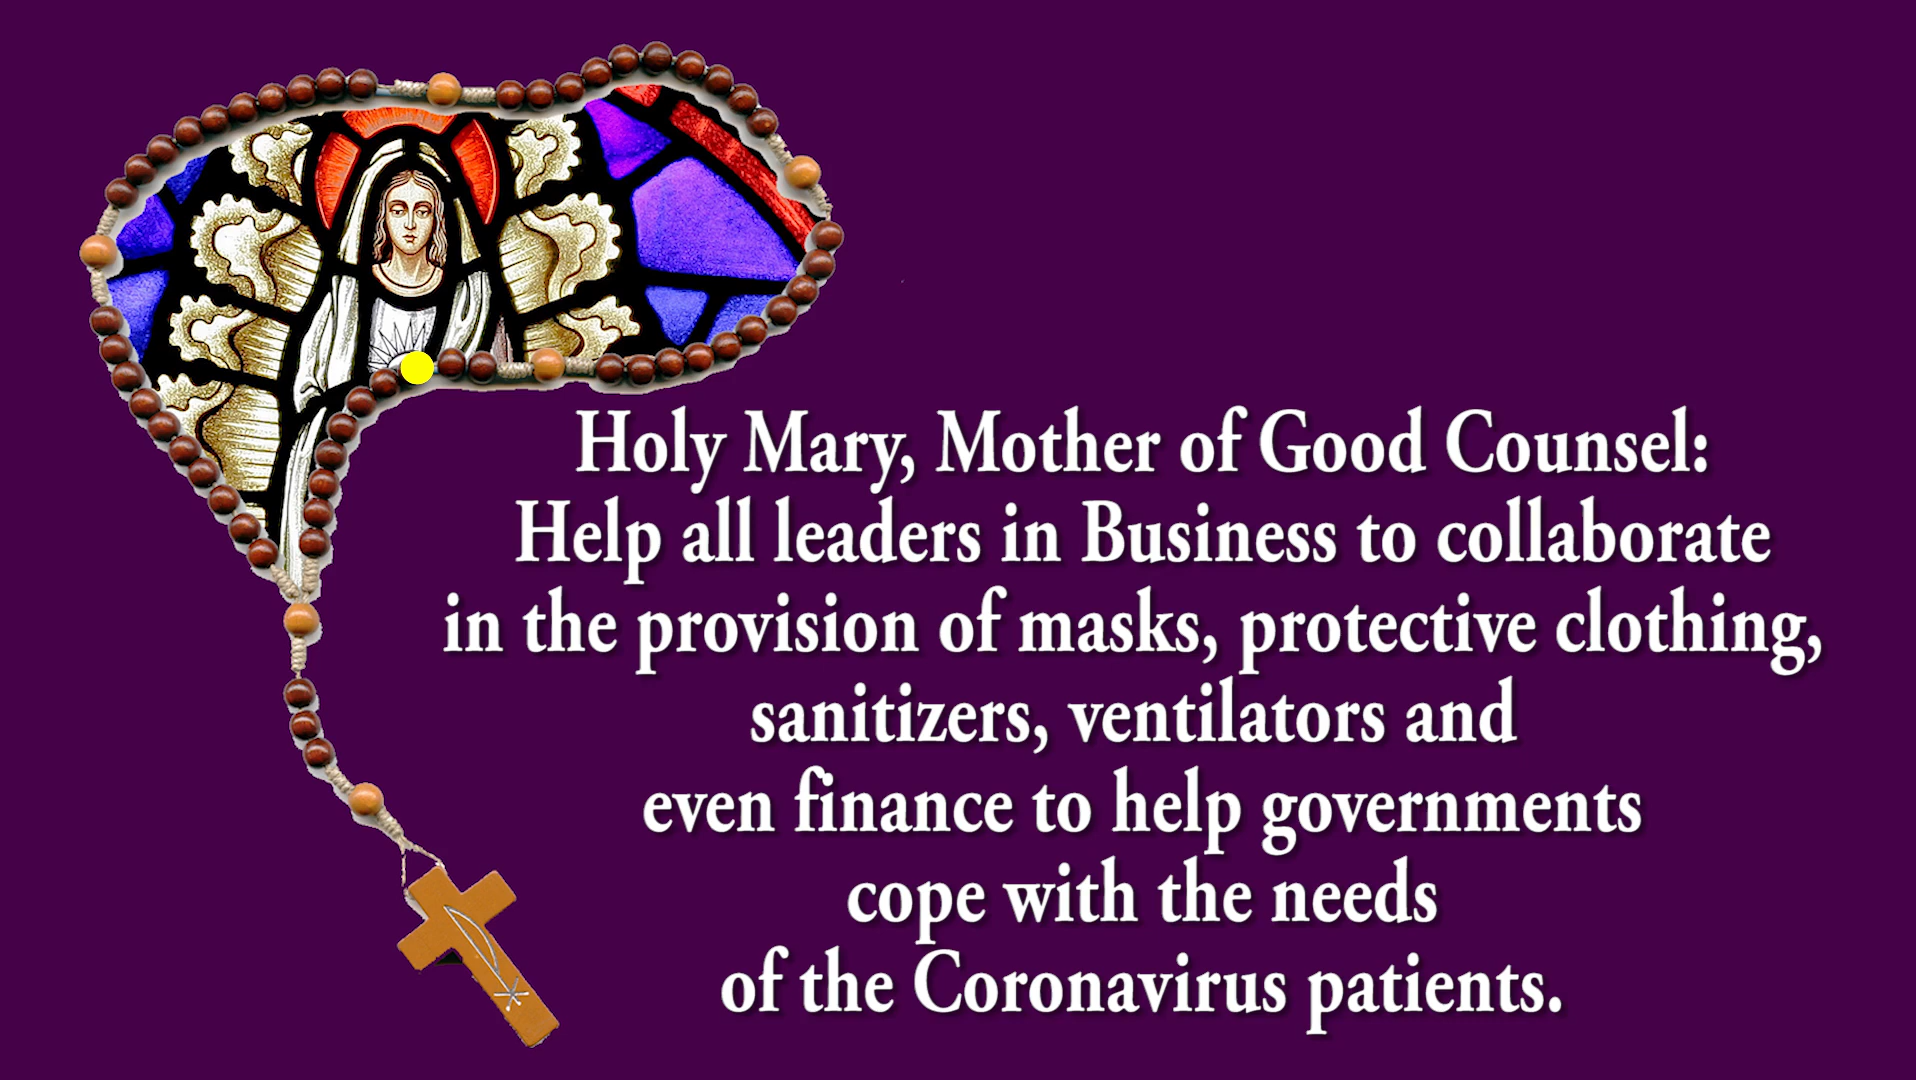 Holy Mary, Mother of Good Counsel:
Help all leaders in Business to collaborate
in the provision of masks, protective clothing,
sanitizers, ventilators and
even finance to help governments
cope with the needs
of the Coronavirus patients.